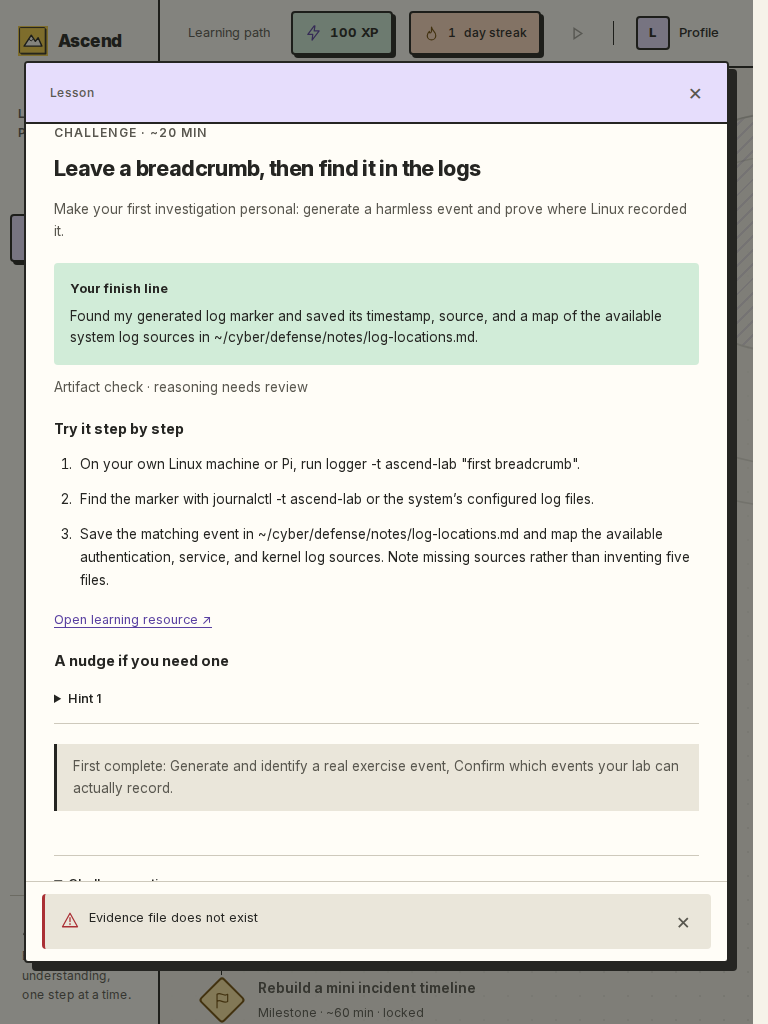 Ascend
Learning path
100 XP
1 day streak
L
Profile
Lesson
CHALLENGE · ~20 MIN
Leave a breadcrumb, then find it in the logs
Make your first investigation personal: generate a harmless event and prove where Linux recorded
it.
Your finish line
Found my generated log marker and saved its timestamp, source, and a map of the available
system log sources in ~/cyber/defense/notes/log-locations.md.
Artifact check · reasoning needs review
Try it step by step
1. On your own Linux machine or Pi, run logger -t ascend-lab "first breadcrumb".
2. Find the marker with journalctl -t ascend-lab or the system’s configured log files.
3. Save the matching event in ~/cyber/defense/notes/log-locations.md and map the available
authentication, service, and kernel log sources. Note missing sources rather than inventing five
files.
Open learning resource ↗
A nudge if you need one
Hint 1
First complete: Generate and identify a real exercise event, Confirm which events your lab can
actually record.
Evidence file does not exist
understanding,
one step at a time.
Rebuild a mini incident timeline
Milestone · ~60 min · locked